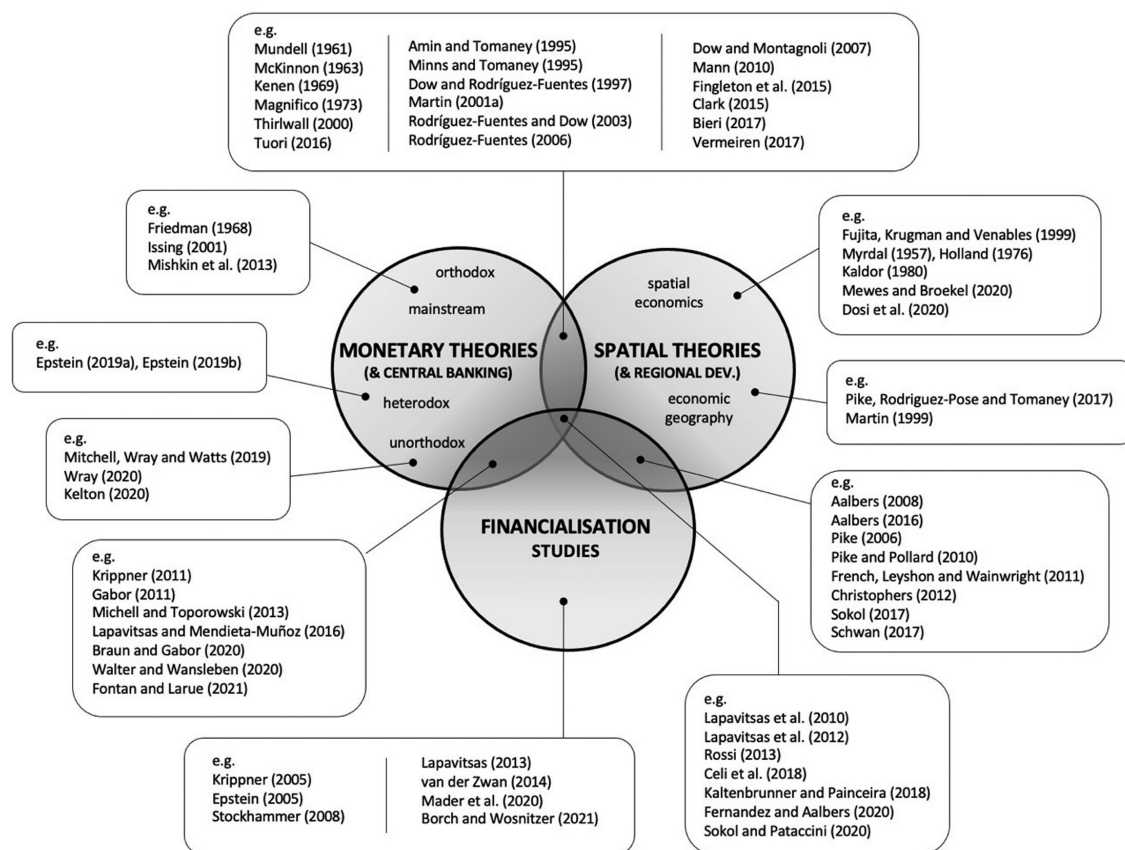 e.g.
Mundell (1961)
McKinnon (1963)
Kenen (1969)
Magnifico (1973)
Thirlwall (2000)
Tuori (2016)
Amin and Tomaney (1995)
Minns and Tomaney (1995)
Dow and Rodríguez-Fuentes (1997)
Martin (2001a)
Rodríguez-Fuentes and Dow (2003)
Rodríguez-Fuentes (2006)
Dow and Montagnoli (2007)
Mann (2010)
Fingleton et al. (2015)
Clark (2015)
Bieri (2017)
Vermeiren (2017)
e.g.
Friedman (1968)
Issing (2001)
Mishkin et al. (2013)
e.g.
Fujita, Krugman and Venables (1999)
Myrdal (1957), Holland (1976)
Kaldor (1980)
Mewes and Broekel (2020)
Dosi et al. (2020)
orthodox
mainstream
MONETARY THEORIES
(& CENTRAL BANKING)
heterodox
unorthodox
spatial
economics
SPATIAL THEORIES
(& REGIONAL DEV.)
economic
geography
e.g.
Epstein (2019a), Epstein (2019b)
e.g.
Pike, Rodriguez-Pose and Tomaney (2017)
Martin (1999)
e.g.
Mitchell, Wray and Watts (2019)
Wray (2020)
Kelton (2020)
FINANCIALISATION
STUDIES
e.g.
Aalbers (2008)
Aalbers (2016)
Pike (2006)
Pike and Pollard (2010)
French, Leyshon and Wainwright (2011)
Christophers (2012)
Sokol (2017)
Schwan (2017)
e.g.
Krippner (2011)
Gabor (2011)
Michell and Toporowski (2013)
Lapavitsas and Mendieta-Muñoz (2016)
Braun and Gabor (2020)
Walter and Wansleben (2020)
Fontan and Larue (2021)
e.g.
Krippner (2005)
Epstein (2005)
Stockhammer (2008)
Lapavitsas (2013)
van der Zwan (2014)
Mader et al. (2020)
Borch and Wosnitzer (2021)
e.g.
Lapavitsas et al. (2010)
Lapavitsas et al. (2012)
Rossi (2013)
Celi et al. (2018)
Kaltenbrunner and Painceira (2018)
Fernandez and Aalbers (2020)
Sokol and Pataccini (2020)